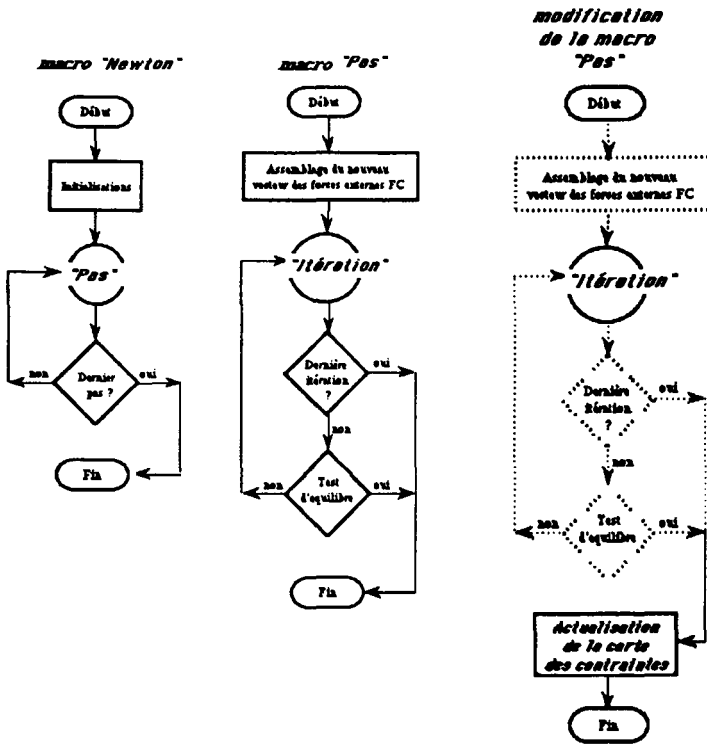 macro "Newton"
Début
Initialisations
"Pas"
Dernier
pas ?
non
oui
Fin
macro "Pas"
Début
Assemblage du nouveau
vecteur des forces externes FC
"Itération"
Dernière
itération
?
oui
non
Test
d'equilibre
non
oui
Fin
modification
de la macro
"Pas"
Début
Assemblage du nouveau
vecteur des forces externes FC
"Itération"
Dernière
itération
?
oui
non
Test
d'equilibre
non
oui
Actualisation
de la carte
des contraintes
Fin